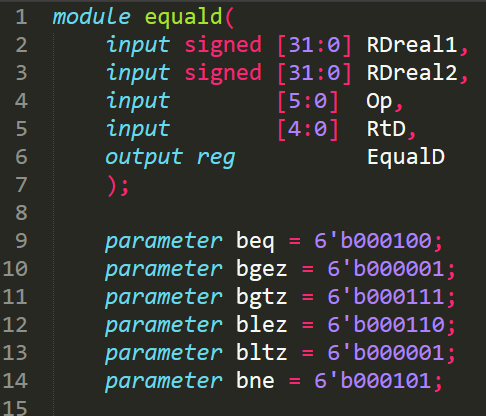 1 module equald(
2 input signed [31:0] RDreal1,
3 input signed [31:0] RDreal2,
4 input [5:0] Op,
5 input [4:0] RtD,
6 output reg EqualD
7 );
8
9 parameter beq = 6'b000100;
10 parameter bgez = 6'b000001;
11 parameter bgtz = 6'b000111;
12 parameter blez = 6'b000110;
13 parameter bltz = 6'b000001;
14 parameter bne = 6'b000101;
15